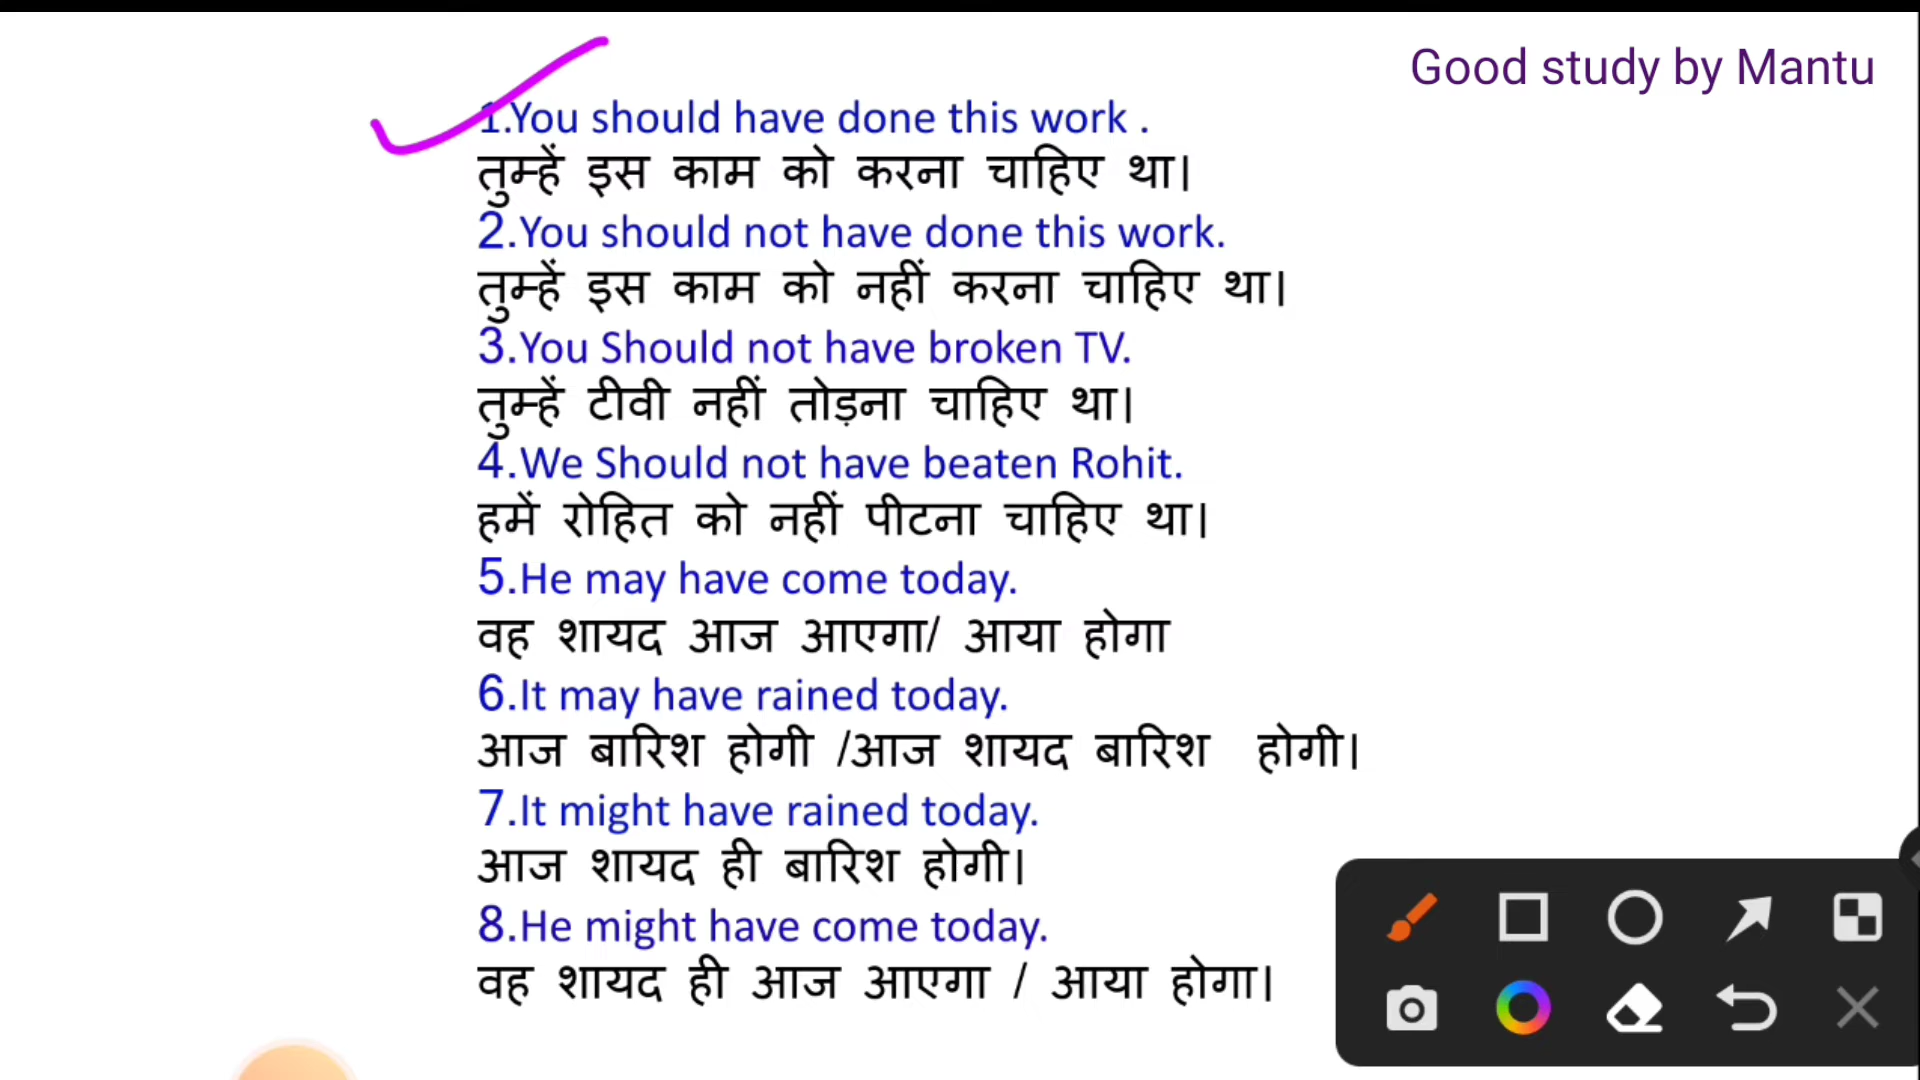 Good study by Mantu
1.You should have done this work .
तुम्हें इस काम को करना चाहिए था।
2.You should not have done this work.
तुम्हें इस काम को नहीं करना चाहिए था।
3.You Should not have broken TV.
तुम्हें टीवी नहीं तोड़ना चाहिए था।
4.We Should not have beaten Rohit.
हमें रोहित को नहीं पीटना चाहिए था।
5.He may have come today.
वह शायद आज आएगा/ आया होगा
6.It may have rained today.
आज बारिश होगी /आज शायद बारिश होगी।
7.It might have rained today.
आज शायद ही बारिश होगी।
8.He might have come today.
वह शायद ही आज आएगा / आया होगा।